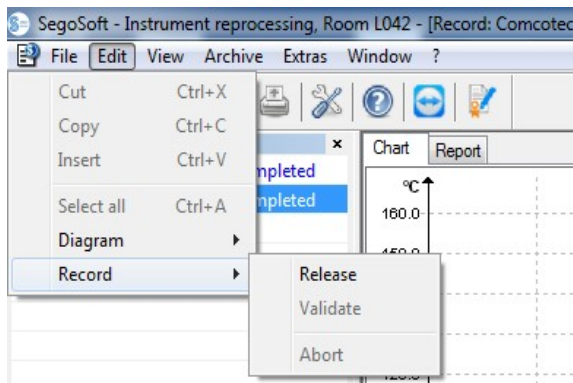 SegoSoft - Instrument reprocessing, Room L042 - [Record: Comcotec
File Edit View Archive Extras Window ?
Cut Ctrl+X
Copy Ctrl+C
Insert Ctrl+V
Select all Ctrl+A
Diagram
Record
Release
Validate
Abort
mpleted
mpleted
Chart Report
°C
160.0